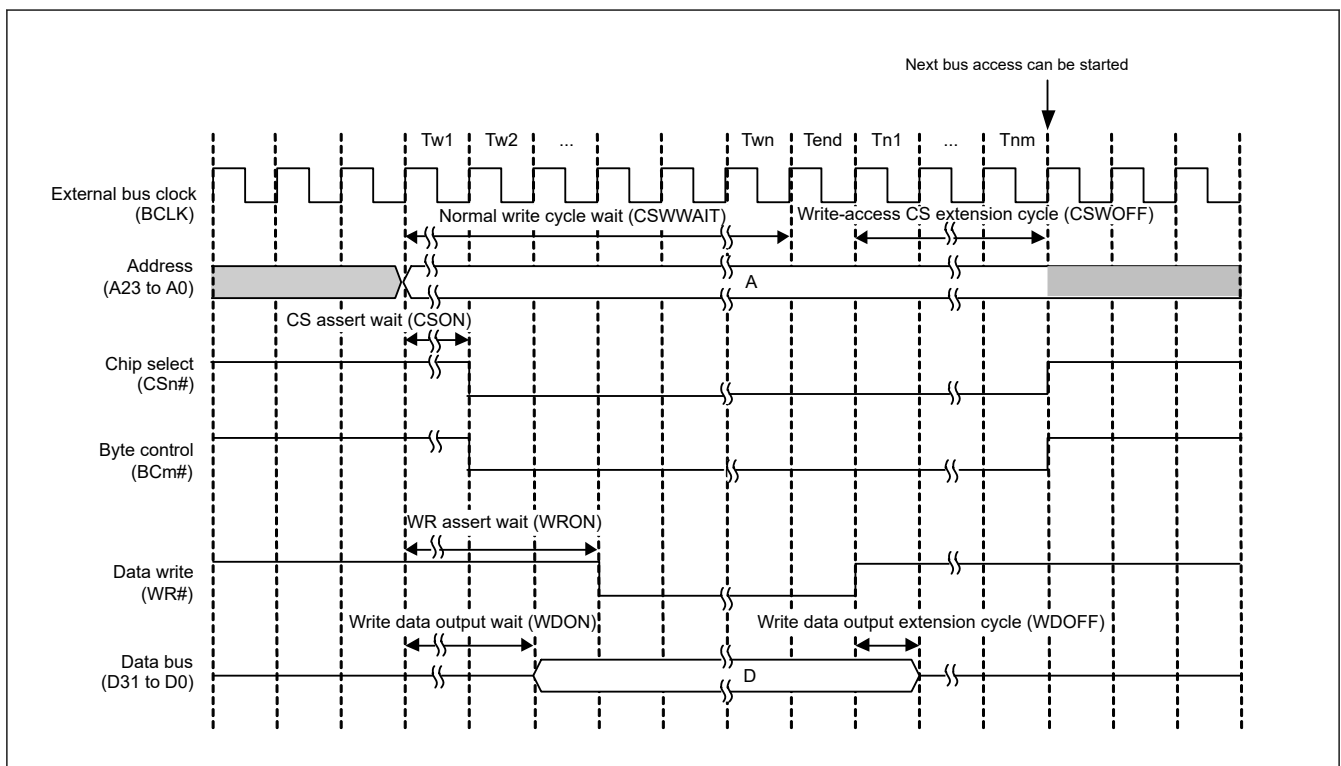 Next bus access can be started
Tw1 Tw2 ... Twn Tend Tn1 ... Tnm
External bus clock
(BCLK)
Normal write cycle wait (CSWWAIT)
Write-access CS extension cycle (CSWOFF)
Address
(A23 to A0)
A
CS assert wait (CSON)
Chip select
(CSn#)
Byte control
(BCm#)
WR assert wait (WRON)
Data write
(WR#)
Write data output wait (WDON)
Write data output extension cycle (WDOFF)
Data bus
(D31 to D0)
D